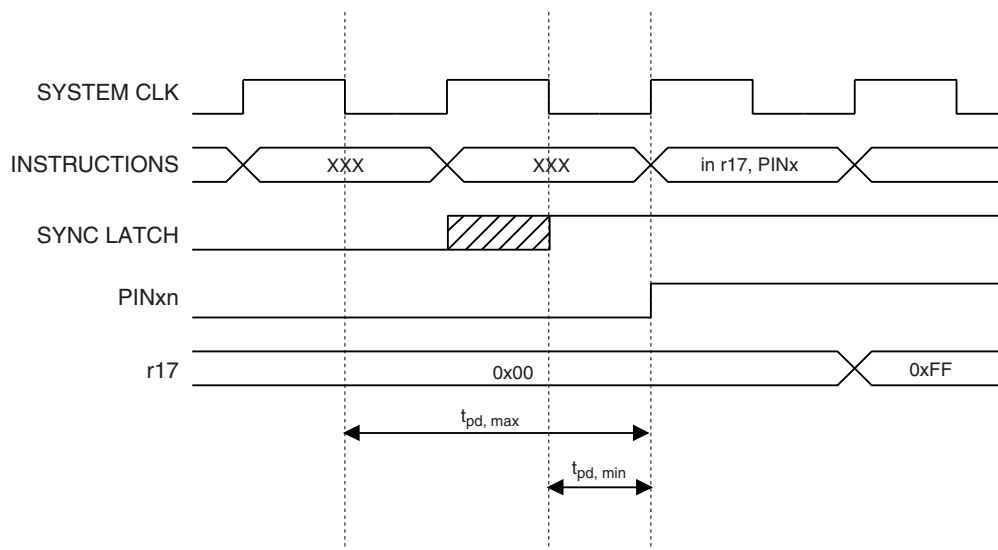 SYSTEM CLK
INSTRUCTIONS XXX XXX in r17, PINx
SYNC LATCH
PINxn
r17 0x00 0xFF
tpd, max
tpd, min